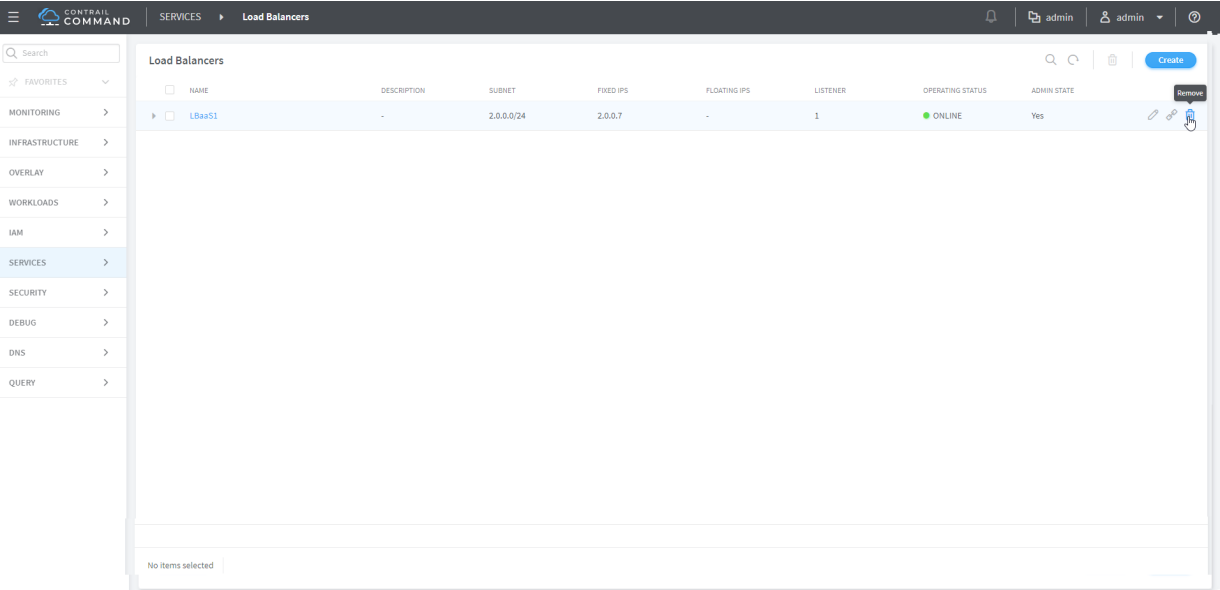 CONTRAIL
COMMAND
SERVICES Load Balancers
admin admin
Search
FAVORITES
MONITORING
INFRASTRUCTURE
OVERLAY
WORKLOADS
IAM
SERVICES
SECURITY
DEBUG
DNS
QUERY
Load Balancers
Create
NAME DESCRIPTION SUBNET FIXED IPS FLOATING IPS LISTENER OPERATING STATUS ADMIN STATE
Remove
LBaaS1 - 2.0.0.0/24 2.0.0.7 - 1 ONLINE Yes
No items selected